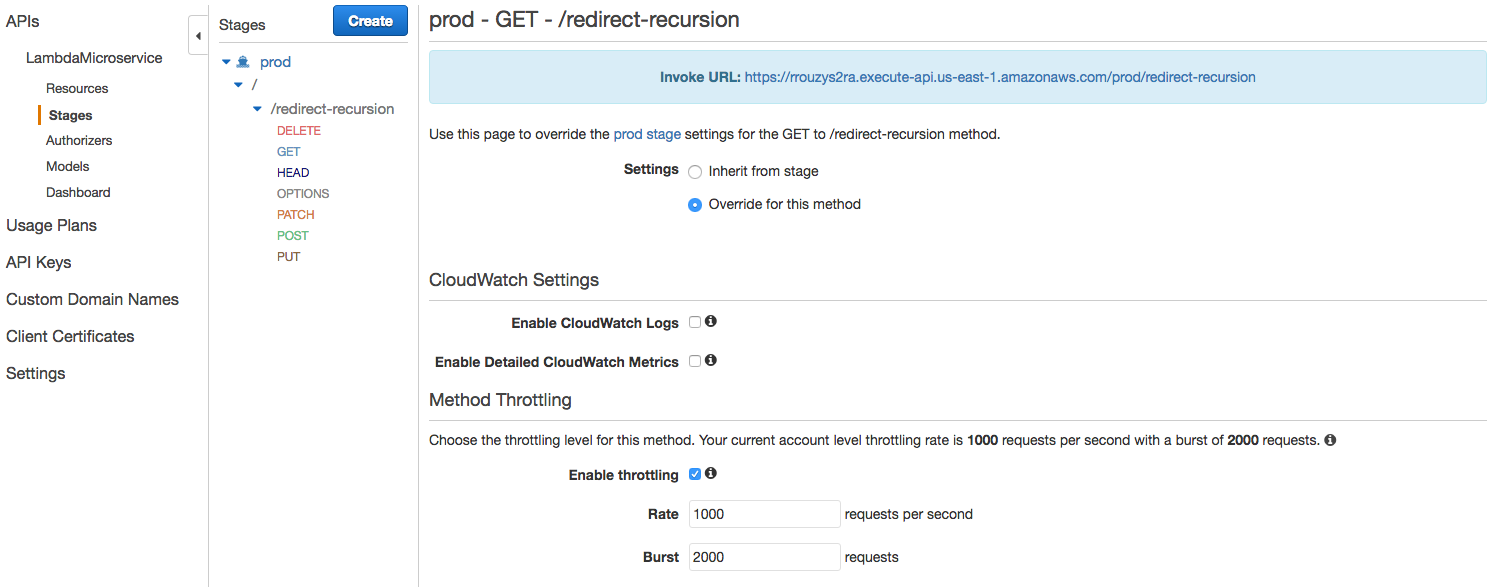 APIs
LambdaMicroservice
Resources
Stages
Authorizers
Models
Dashboard
Usage Plans
API Keys
Custom Domain Names
Client Certificates
Settings
Stages
Create
prod
/
/redirect-recursion
DELETE
GET
HEAD
OPTIONS
PATCH
POST
PUT
prod - GET - /redirect-recursion
Invoke URL: https://rrouzys2ra.execute-api.us-east-1.amazonaws.com/prod/redirect-recursion
Use this page to override the prod stage settings for the GET to /redirect-recursion method.
Settings Inherit from stage
Override for this method
CloudWatch Settings
Enable CloudWatch Logs
Enable Detailed CloudWatch Metrics
Method Throttling
Choose the throttling level for this method. Your current account level throttling rate is 1000 requests per second with a burst of 2000 requests.
Enable throttling
Rate 1000 requests per second
Burst 2000 requests